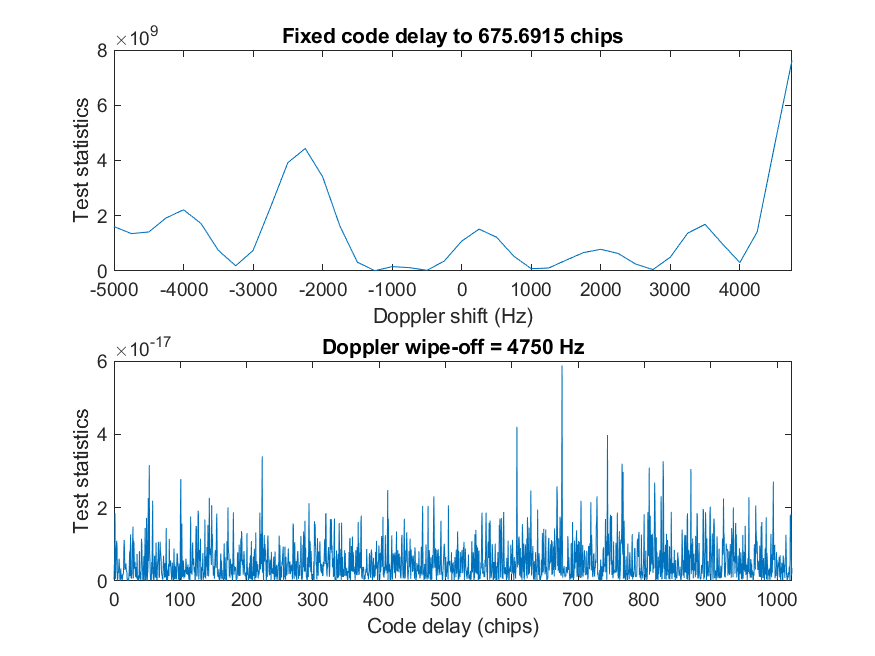 Fixed code delay to 675.6915 chips
×10^9
8
6
4
2
0
Test statistics
-5000 -4000 -3000 -2000 -1000 0 1000 2000 3000 4000
Doppler shift (Hz)
Doppler wipe-off = 4750 Hz
×10^-17
6
4
2
0
Test statistics
0 100 200 300 400 500 600 700 800 900 1000
Code delay (chips)